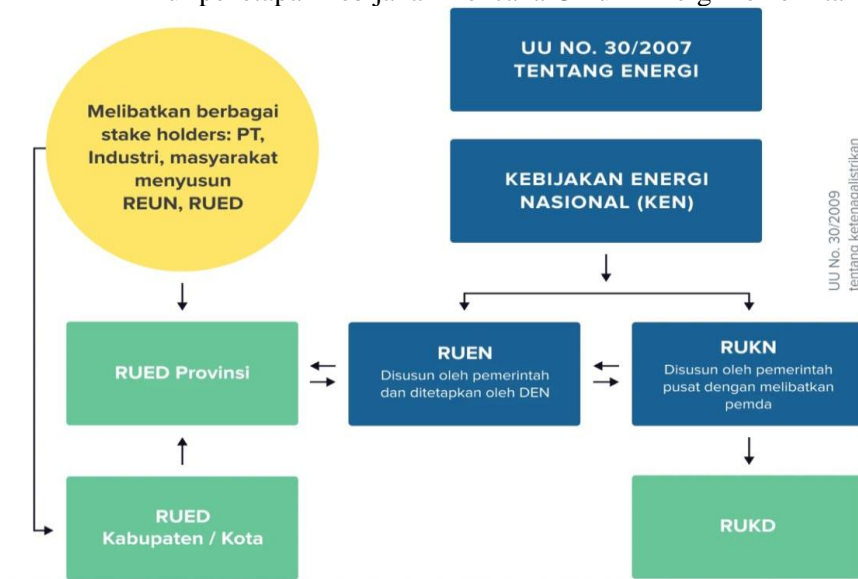 UU NO. 30/2007
TENTANG ENERGI
Melibatkan berbagai
stake holders: PT,
Industri, masyarakat
menyusun
REUN, RUED
KEBIJAKAN ENERGI
NASIONAL (KEN)
UU No. 30/2009
tentang ketenagalistrikan
RUED Provinsi
RUEN
Disusun oleh pemerintah
dan ditetapkan oleh DEN
RUKN
Disusun oleh pemerintah
pusat dengan melibatkan
pemda
RUED
Kabupaten / Kota
RUKD